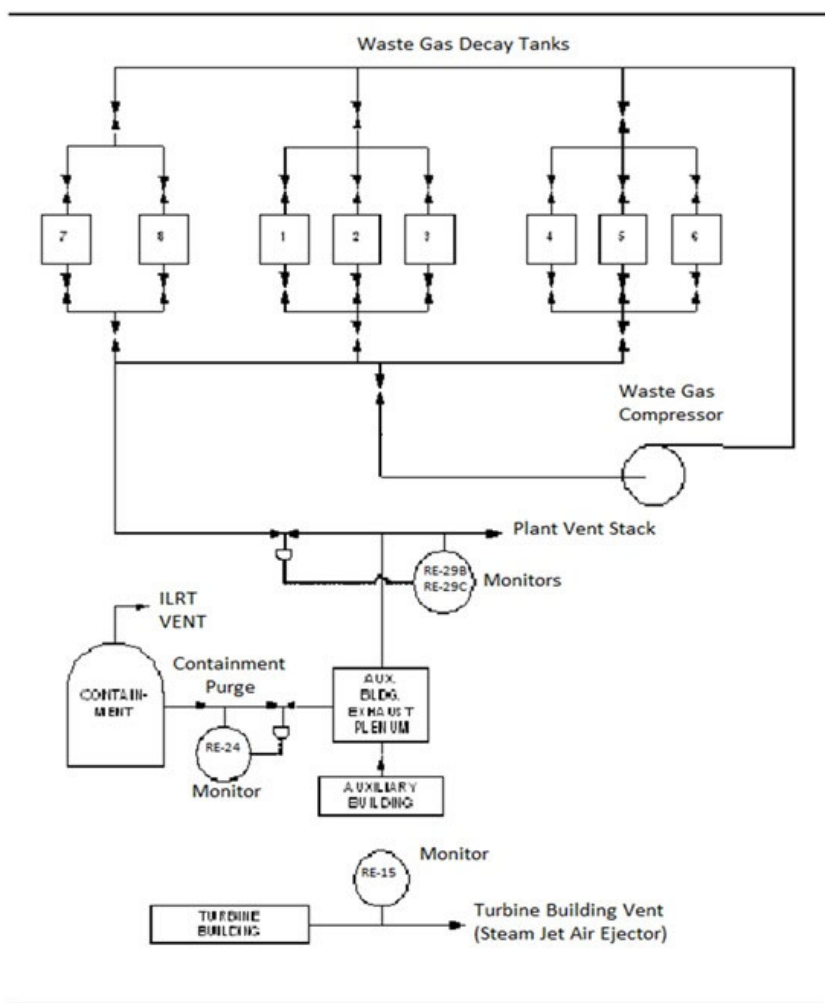 Waste Gas Decay Tanks
7
8
1
2
3
4
5
6
Waste Gas
Compressor
Plant Vent Stack
RE-29B
RE-29C
Monitors
ILRT
VENT
Containment
Purge
CONTAIN-
MENT
RE-24
Monitor
AUX.
BLDG.
EXHAUST
PLENUM
AUXILIARY
BUILDING
Monitor
RE-15
TURBINE
BUILDING
Turbine Building Vent
(Steam Jet Air Ejector)